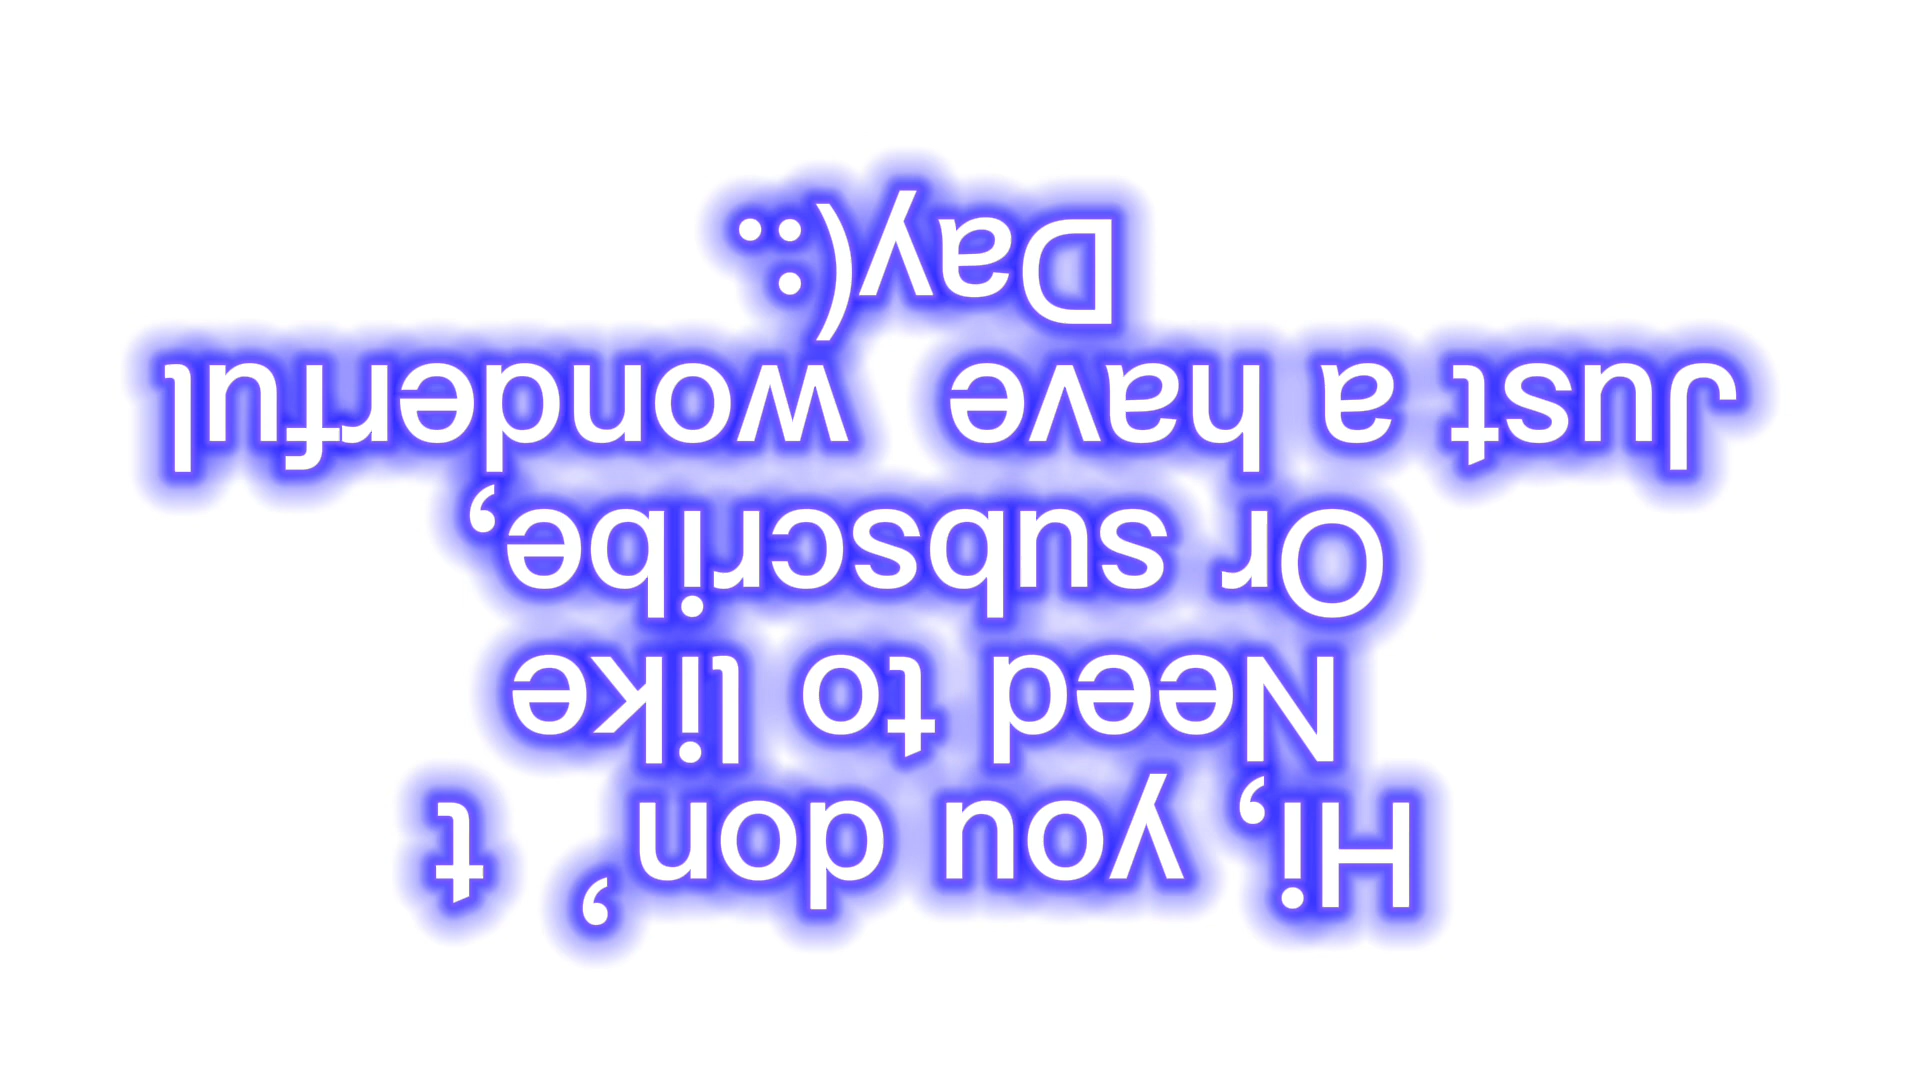 Hi, you don ’ t
Need to like
Or subscribe,
Just a have wonderful
Day(:.